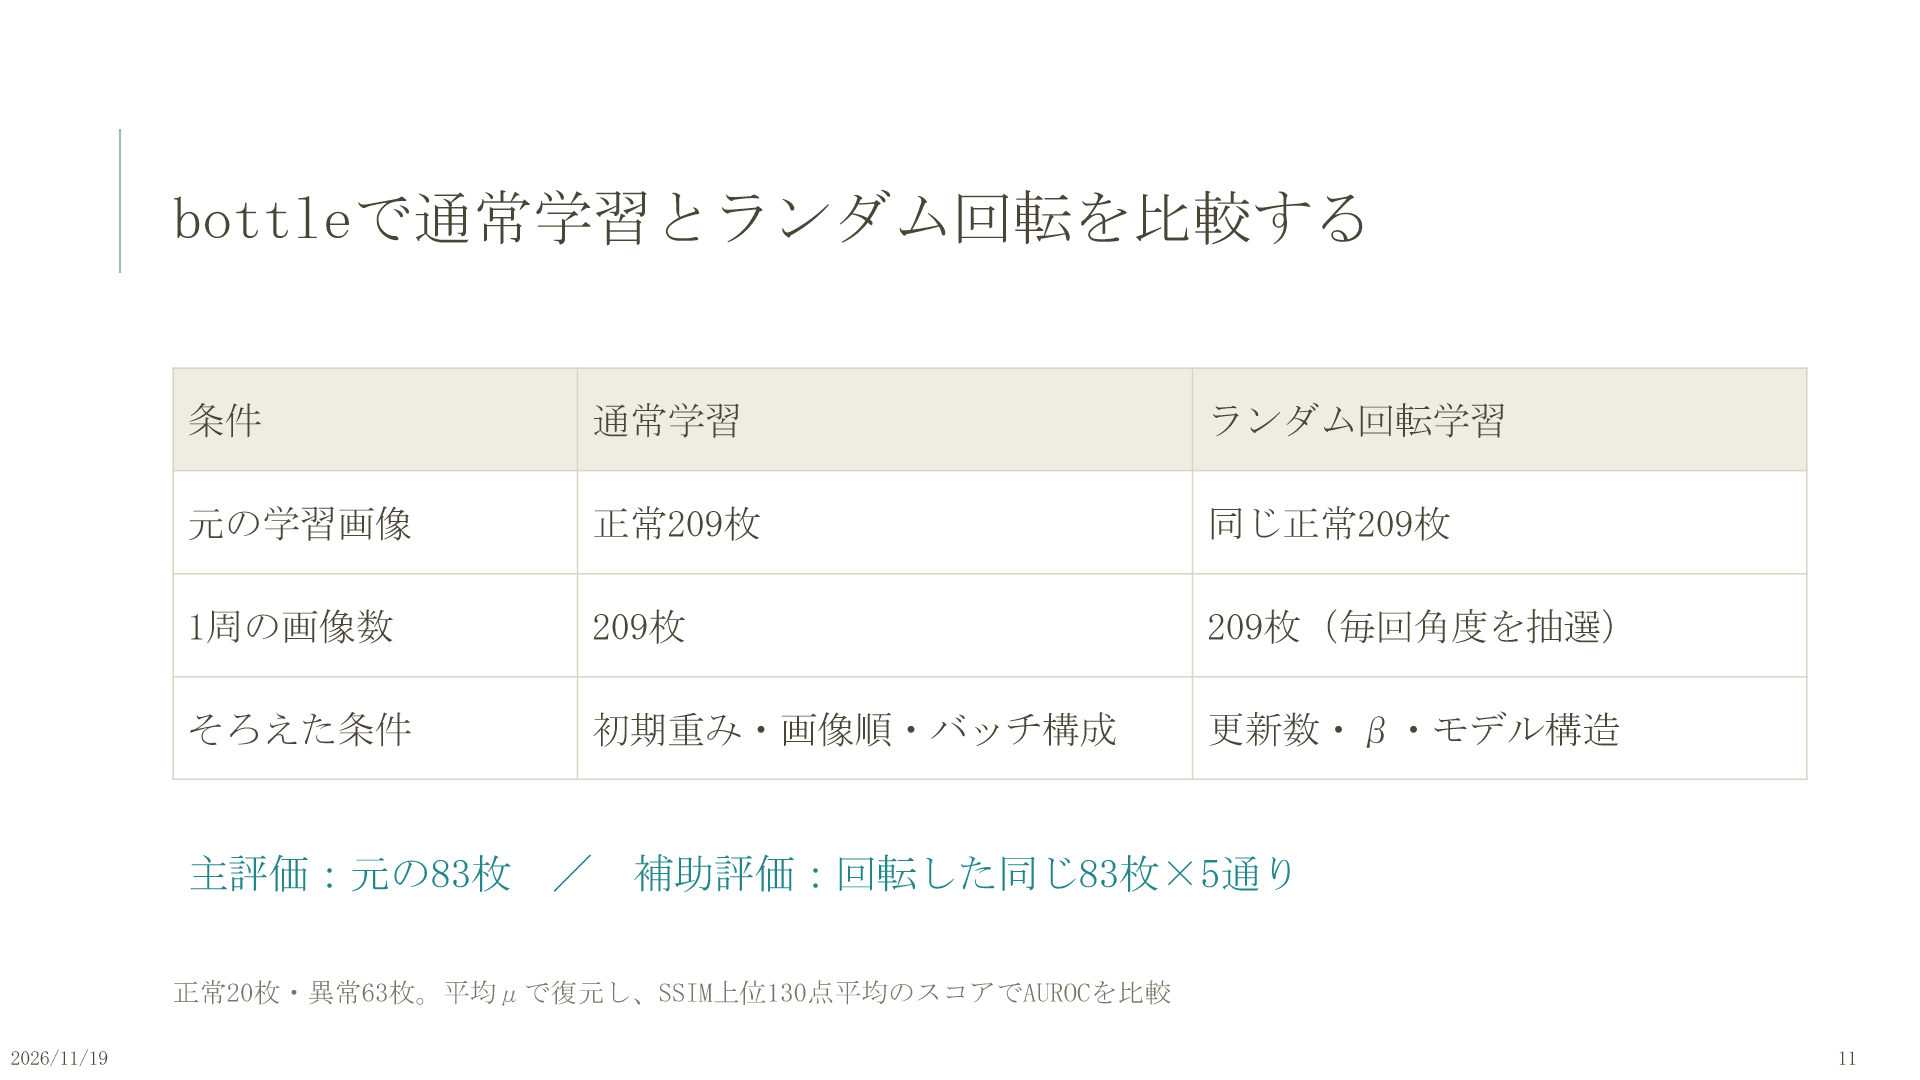 bottleで通常学習とランダム回転を比較する
条件 通常学習 ランダム回転学習
元の学習画像 正常209枚 同じ正常209枚
1周の画像数 209枚 209枚（毎回角度を抽選）
そろえた条件 初期重み・画像順・バッチ構成 更新数・β・モデル構造
主評価：元の83枚　／　補助評価：回転した同じ83枚×5通り
正常20枚・異常63枚。平均μで復元し、SSIM上位130点平均のスコアでAUROCを比較
2026/11/19 11